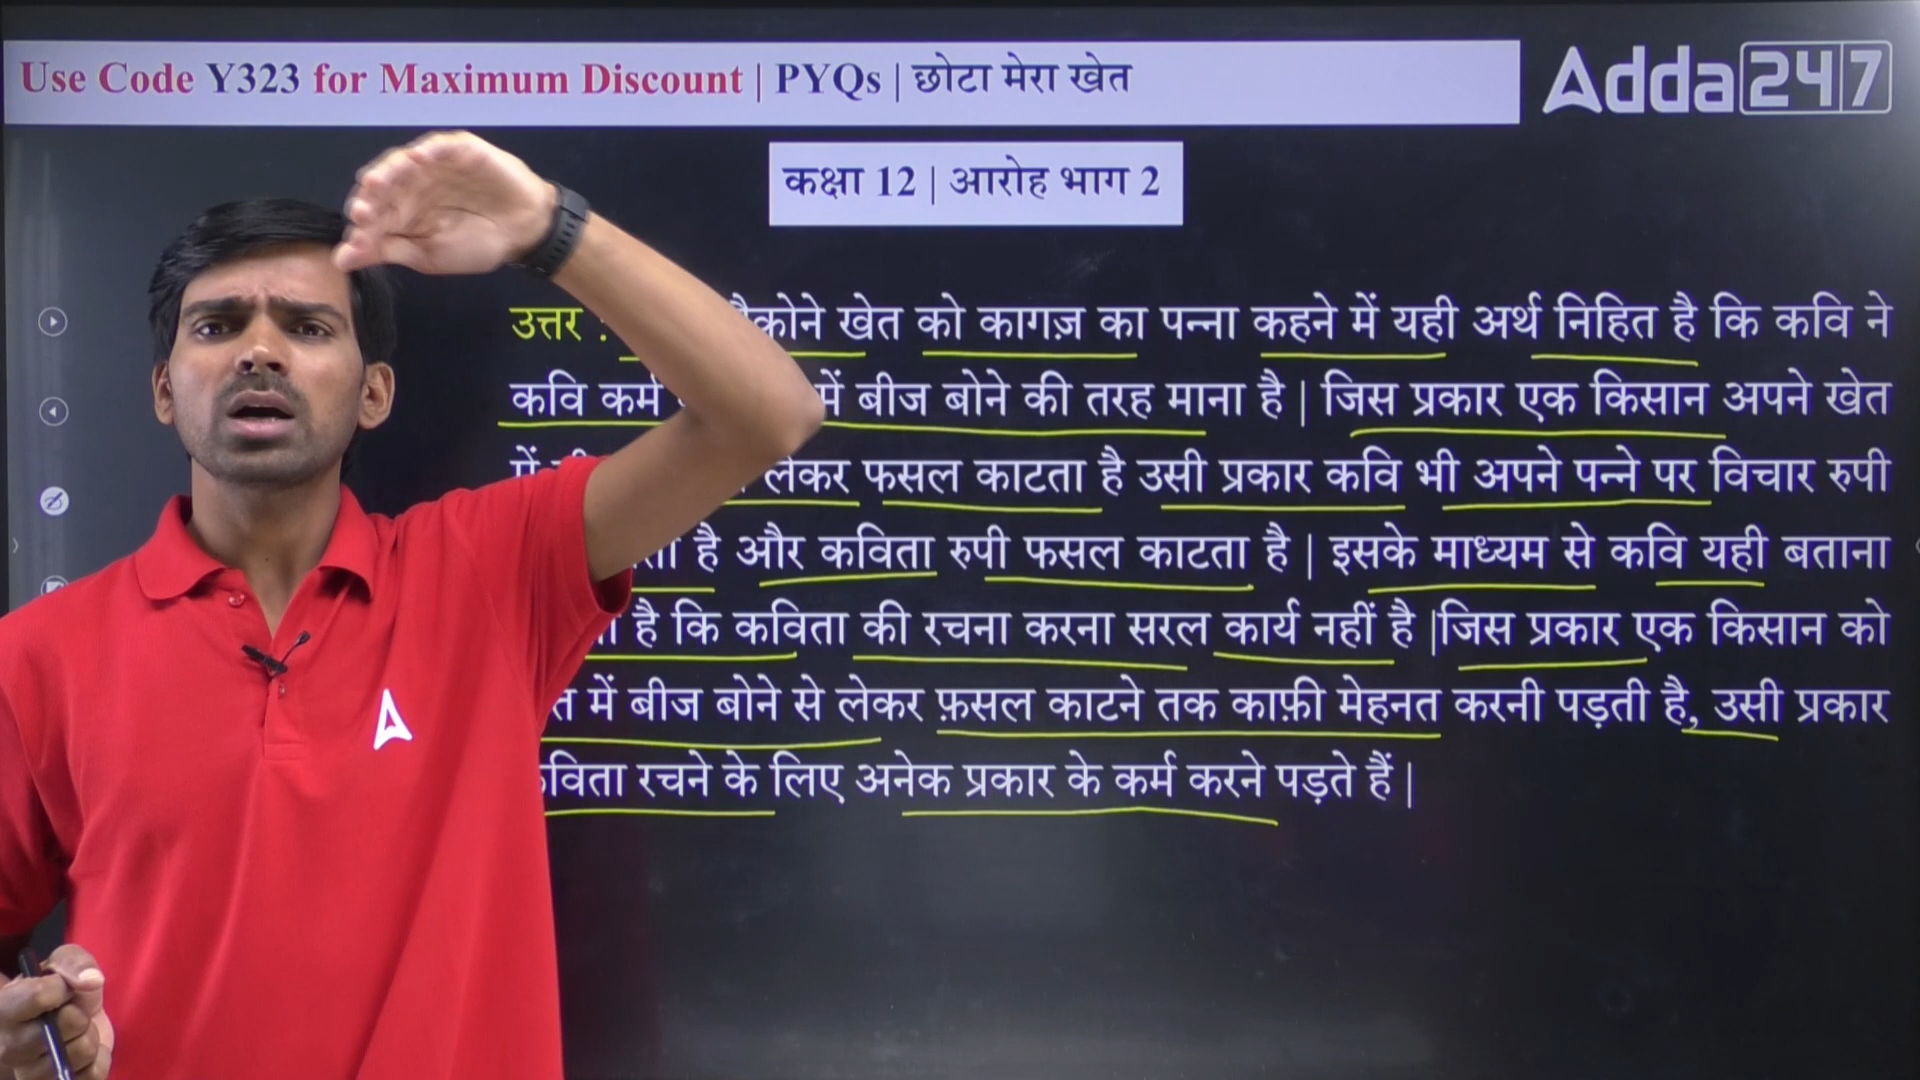 Use Code Y323 for Maximum Discount | PYQs | छोटा मेरा खेत
Adda247
कक्षा 12 | आरोह भाग 2
उत्तर : खेत को कागज़ का पन्ना कहने में यही अर्थ निहित है कि कवि ने
कवि कर्म में बीज बोने की तरह माना है | जिस प्रकार एक किसान अपने खेत
लेकर फसल काटता है उसी प्रकार कवि भी अपने पन्ने पर विचार रुपी
है और कविता रुपी फसल काटता है | इसके माध्यम से कवि यही बताना
है कि कविता की रचना करना सरल कार्य नहीं है |जिस प्रकार एक किसान को
में बीज बोने से लेकर फ़सल काटने तक काफ़ी मेहनत करनी पड़ती है, उसी प्रकार
रचने के लिए अनेक प्रकार के कर्म करने पड़ते हैं |